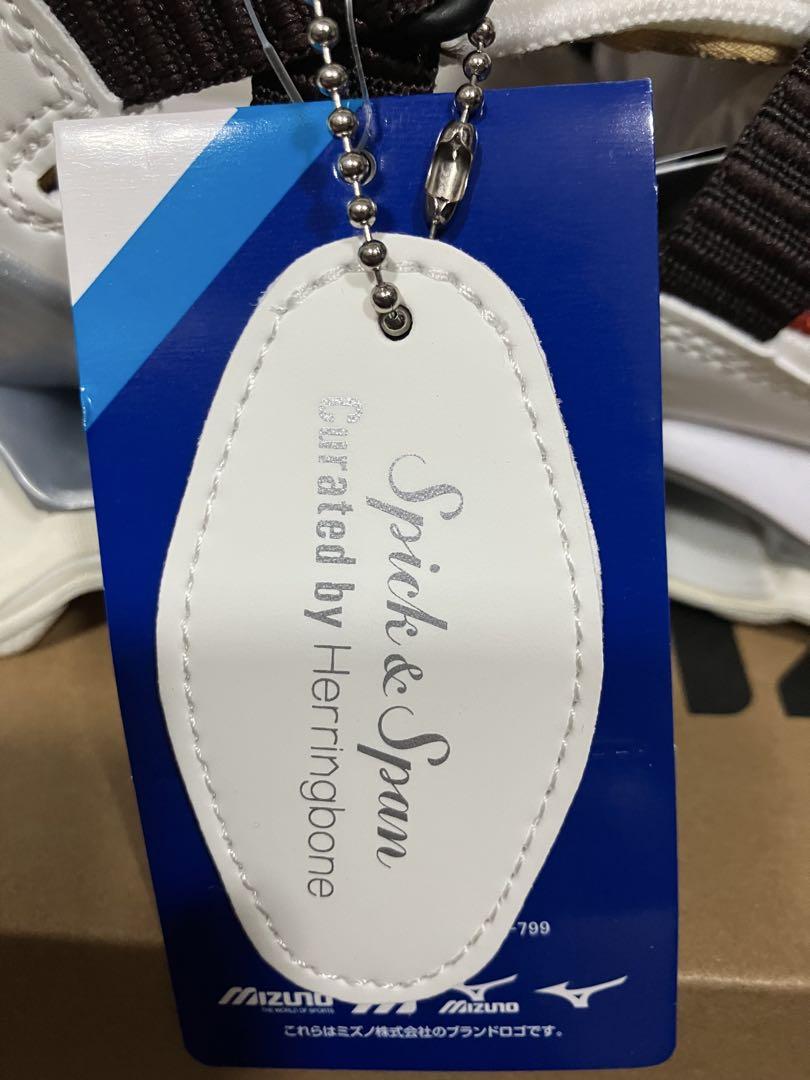 Spick & Span
Curated by Herringbone
-799
MIZUNO
THE WORLD OF SPORTS
MIZUNO
これらはミズノ株式会社のブランドロゴです。